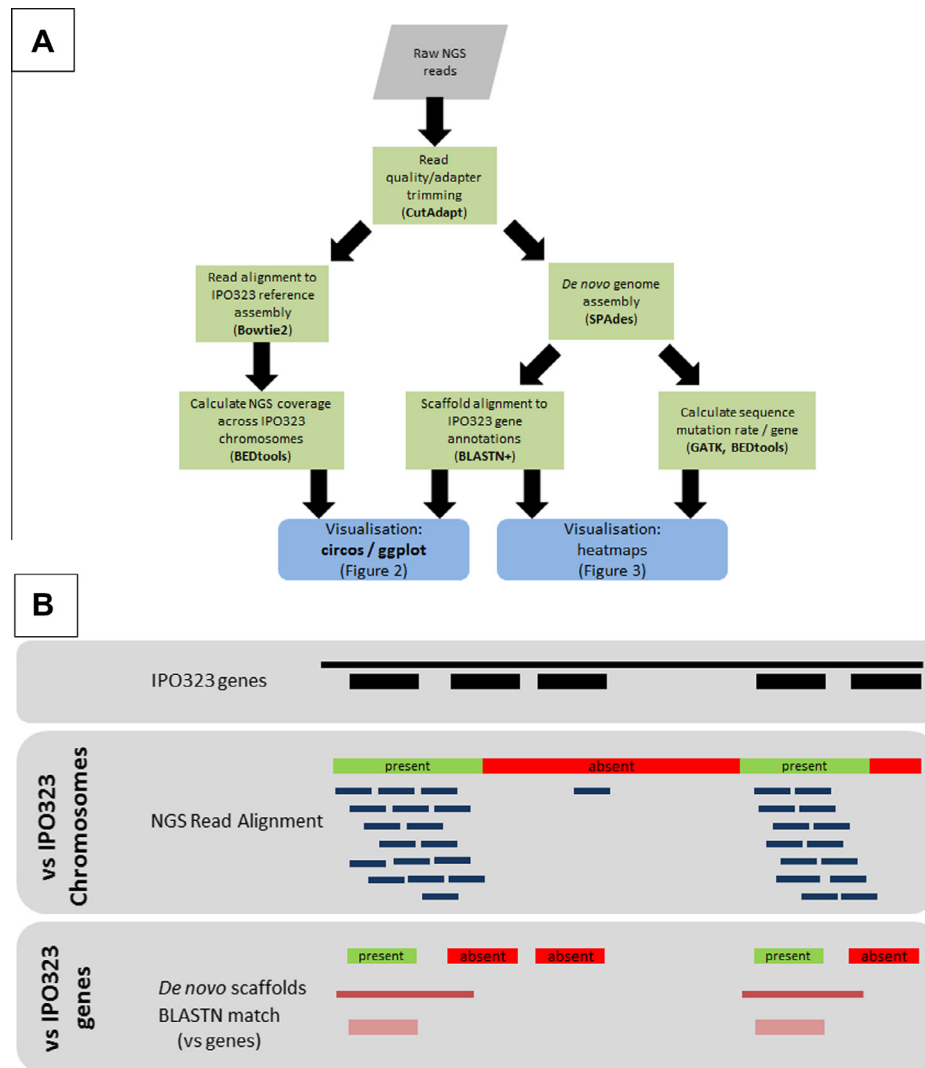 A
Raw NGS
reads
Read
quality/adapter
trimming
(CutAdapt)
Read alignment to
IPO323 reference
assembly
(Bowtie2)
De novo genome
assembly
(SPAdes)
Calculate NGS coverage
across IPO323
chromosomes
(BEDtools)
Scaffold alignment to
IPO323 gene
annotations
(BLASTN+)
Calculate sequence
mutation rate / gene
(GATK, BEDtools)
Visualisation:
circos / ggplot
(Figure 2)
Visualisation:
heatmaps
(Figure 3)
B
IPO323 genes
vs IPO323
Chromosomes
present
absent
present
NGS Read Alignment
vs IPO323
genes
present
absent
absent
present
absent
De novo scaffolds
BLASTN match
(vs genes)